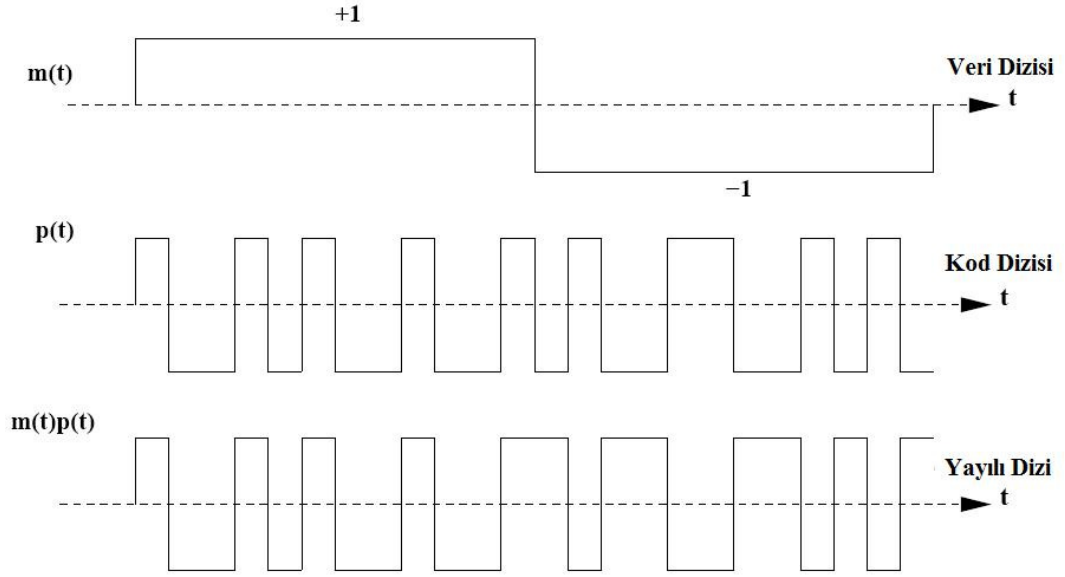 +1
m(t)
Veri Dizisi
t
−1
p(t)
Kod Dizisi
t
m(t)p(t)
Yayılı Dizi
t